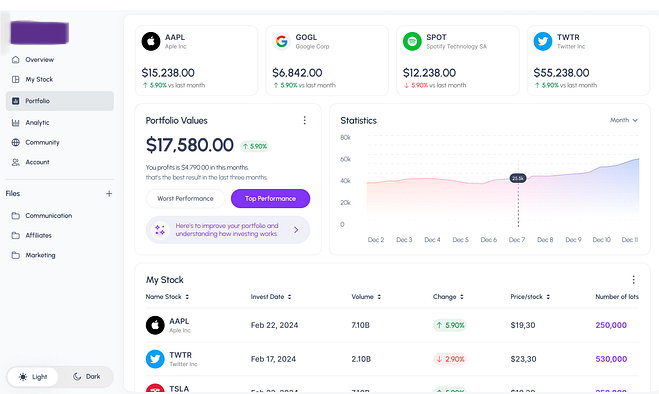 Overview
My Stock
Portfolio
Analytic
Community
Account
Files
Communication
Affiliates
Marketing
Light
Dark
AAPL
Aple Inc
$15,238.00
↑ 5.90% vs last month
GOGL
Google Corp
$6,842.00
↑ 5.90% vs last month
SPOT
Spotify Technology SA
$12,238.00
↓ 5.90% vs last month
TWTR
Twitter Inc
$55,238.00
↑ 5.90% vs last month
Portfolio Values
$17,580.00 ↑ 5.90%
You profits is $4.790.00 in this months.
that's the best result in the last three months.
Worst Performance
Top Performance
Here's to improve your portfolio and
understanding how investing works
Statistics
Month
80k
60k
40k
20k
0
25.5k
Dec 2 Dec 3 Dec 4 Dec 5 Dec 6 Dec 7 Dec 8 Dec 9 Dec 10 Dec 11
My Stock
Name Stock Invest Date Volume Change Price/stock Number of lots
AAPL
Aple Inc
Feb 22, 2024 7.10B ↑ 5.90% $19,30 250,000
TWTR
Twitter Inc
Feb 17, 2024 2.10B ↓ 2.90% $23,30 530,000
TSLA